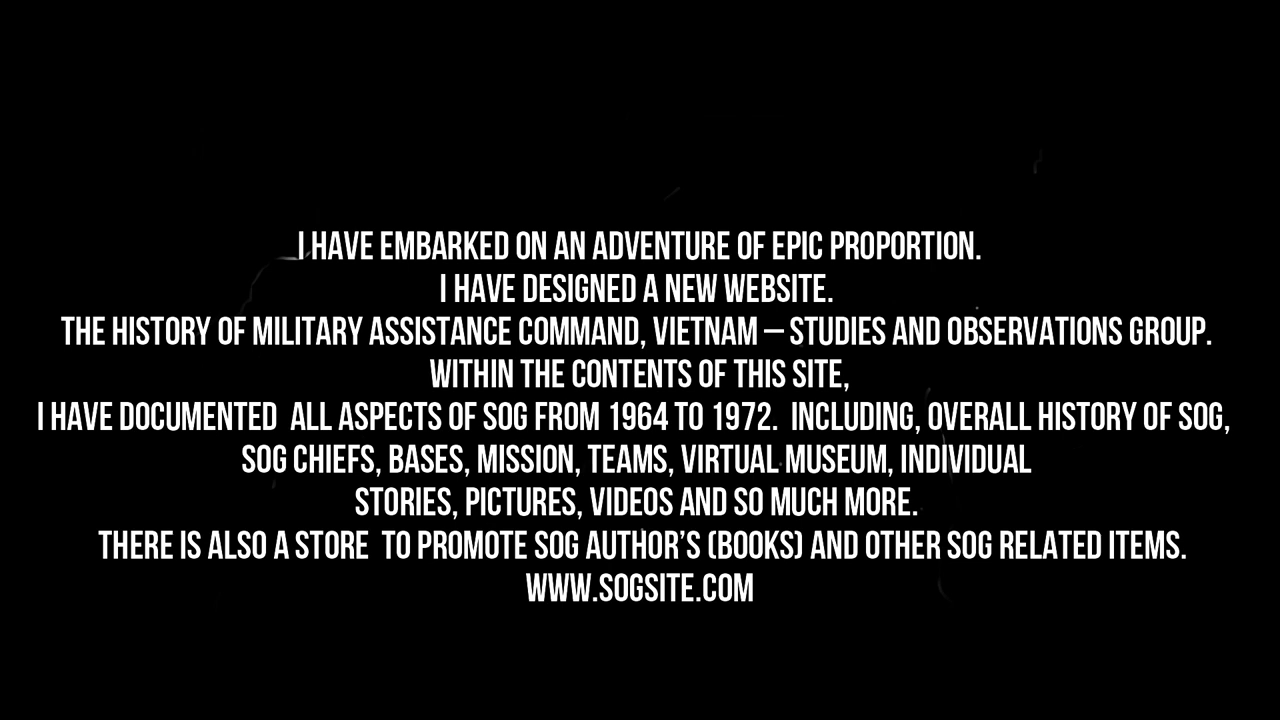 I HAVE EMBARKED ON AN ADVENTURE OF EPIC PROPORTION.
I HAVE DESIGNED A NEW WEBSITE.
THE HISTORY OF MILITARY ASSISTANCE COMMAND, VIETNAM – STUDIES AND OBSERVATIONS GROUP.
WITHIN THE CONTENTS OF THIS SITE,
I HAVE DOCUMENTED  ALL ASPECTS OF SOG FROM 1964 TO 1972.  INCLUDING, OVERALL HISTORY OF SOG,
SOG CHIEFS, BASES, MISSION, TEAMS, VIRTUAL MUSEUM, INDIVIDUAL
STORIES, PICTURES, VIDEOS AND SO MUCH MORE.
THERE IS ALSO A STORE  TO PROMOTE SOG AUTHOR’S (BOOKS) AND OTHER SOG RELATED ITEMS.
WWW.SOGSITE.COM